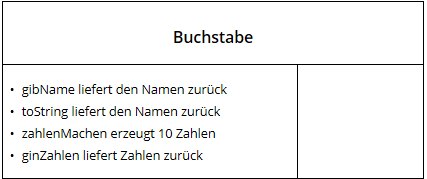 Buchstabe
• gibName liefert den Namen zurück
• toString liefert den Namen zurück
• zahlenMachen erzeugt 10 Zahlen
• ginZahlen liefert Zahlen zurück